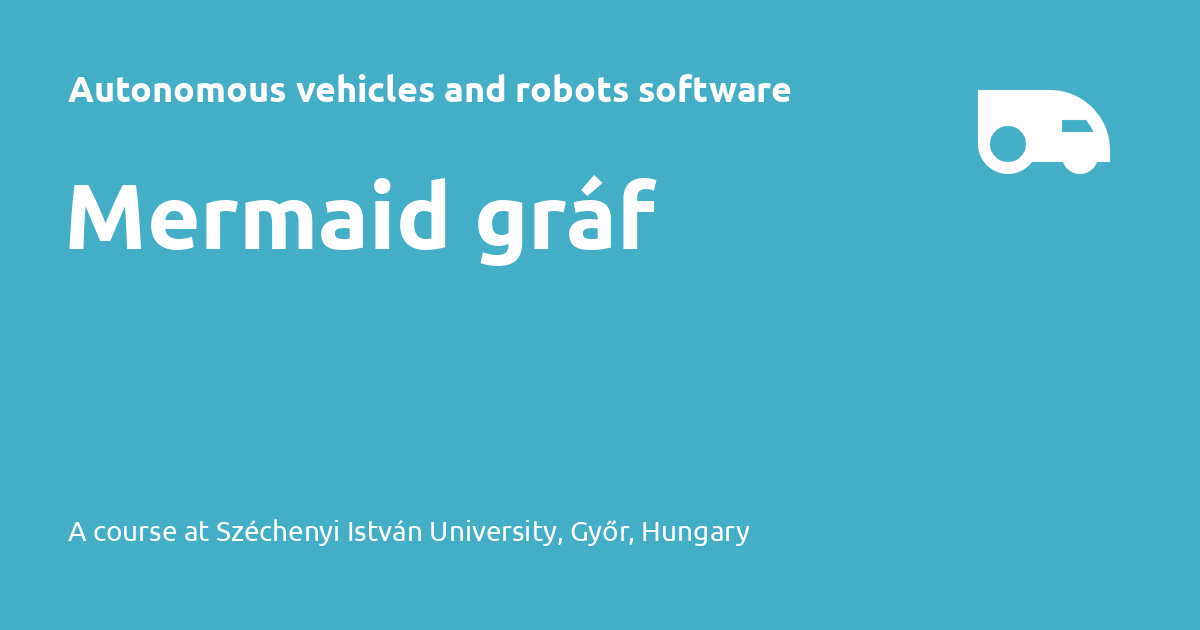 Autonomous vehicles and robots software
Mermaid gráf
A course at Széchenyi István University, Győr, Hungary